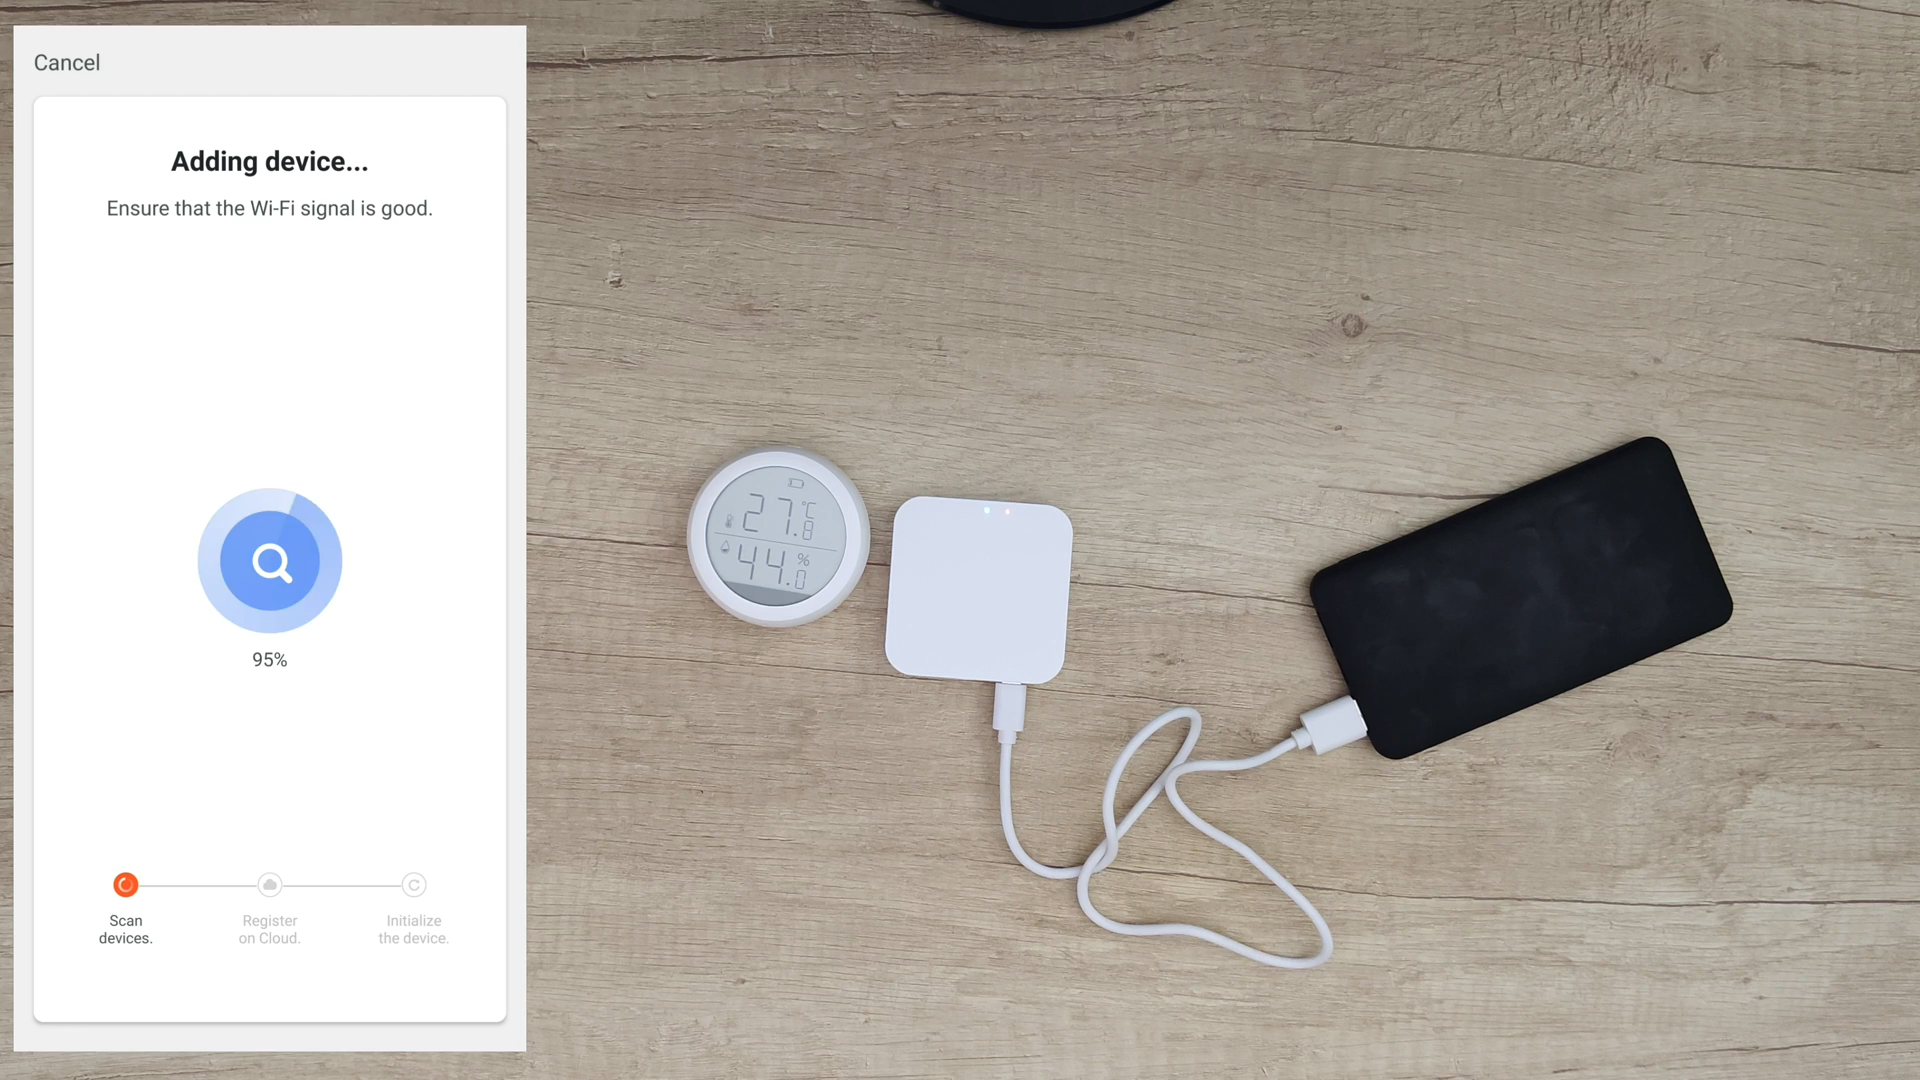 Cancel
Adding device...
Ensure that the Wi-Fi signal is good.
95%
Scan
devices.
Register
on Cloud.
Initialize
the device.
27.8 °C
44.0 %